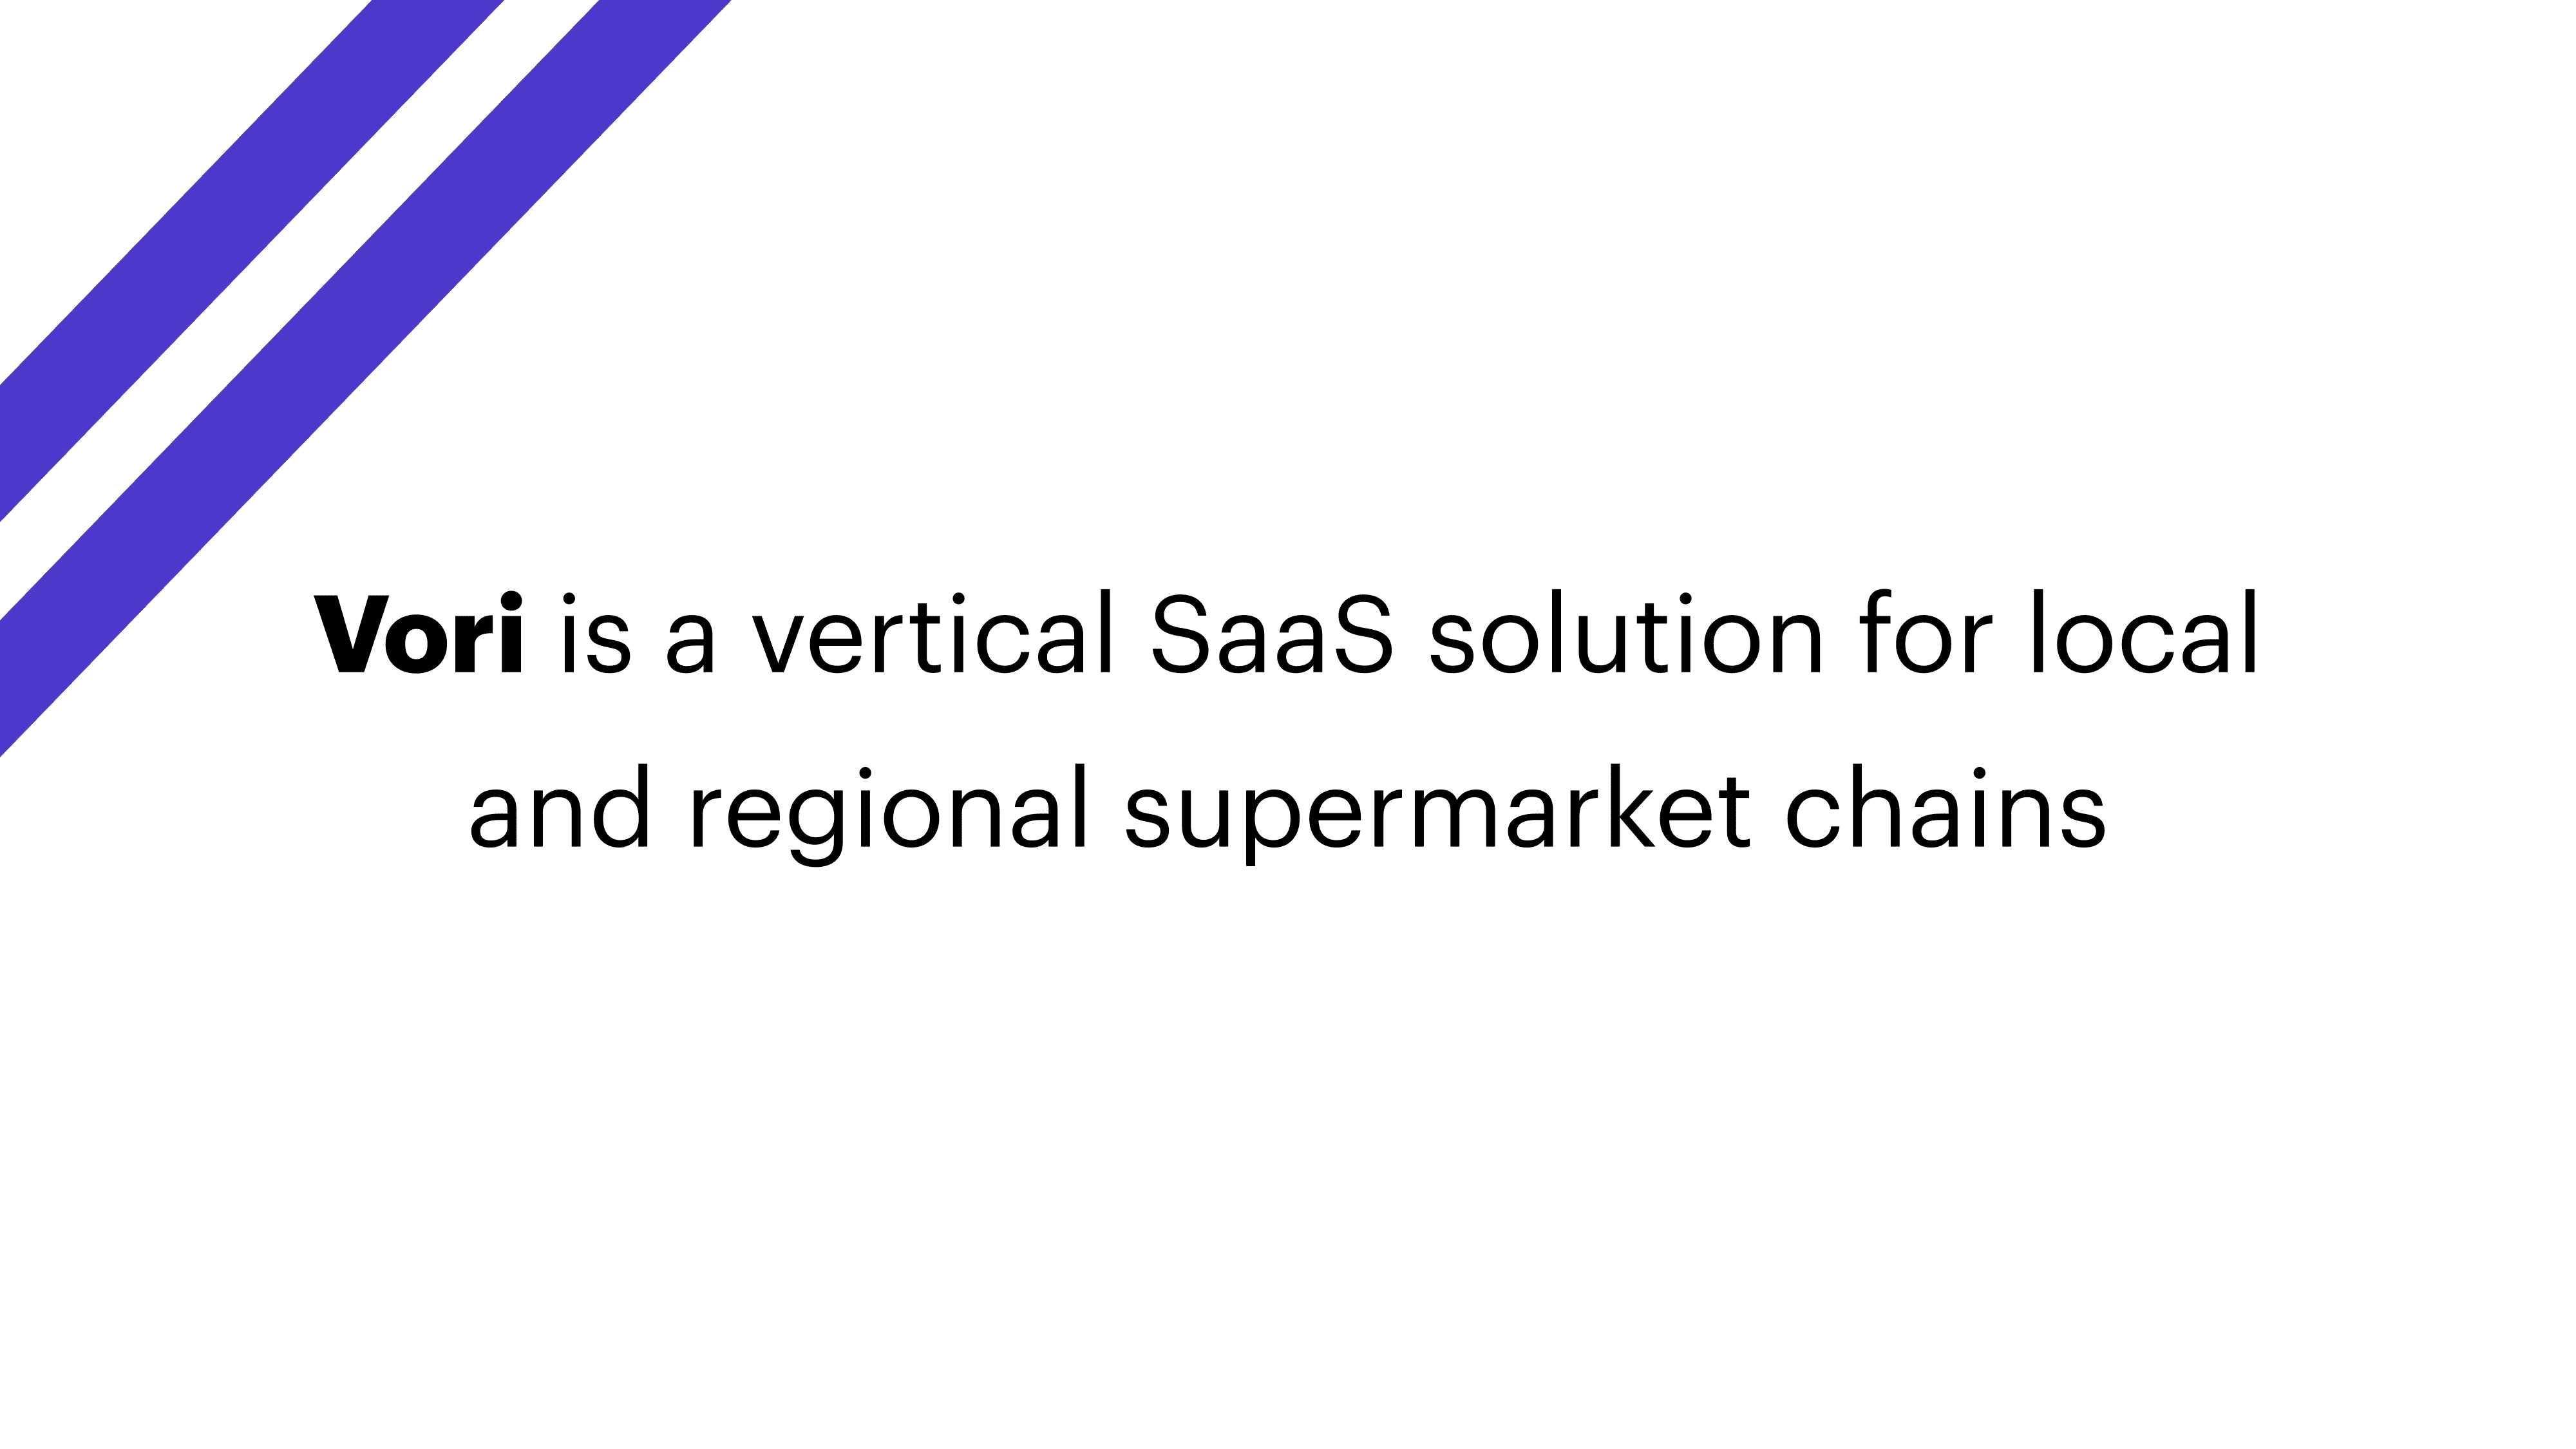 Vori is a vertical SaaS solution for local
and regional supermarket chains